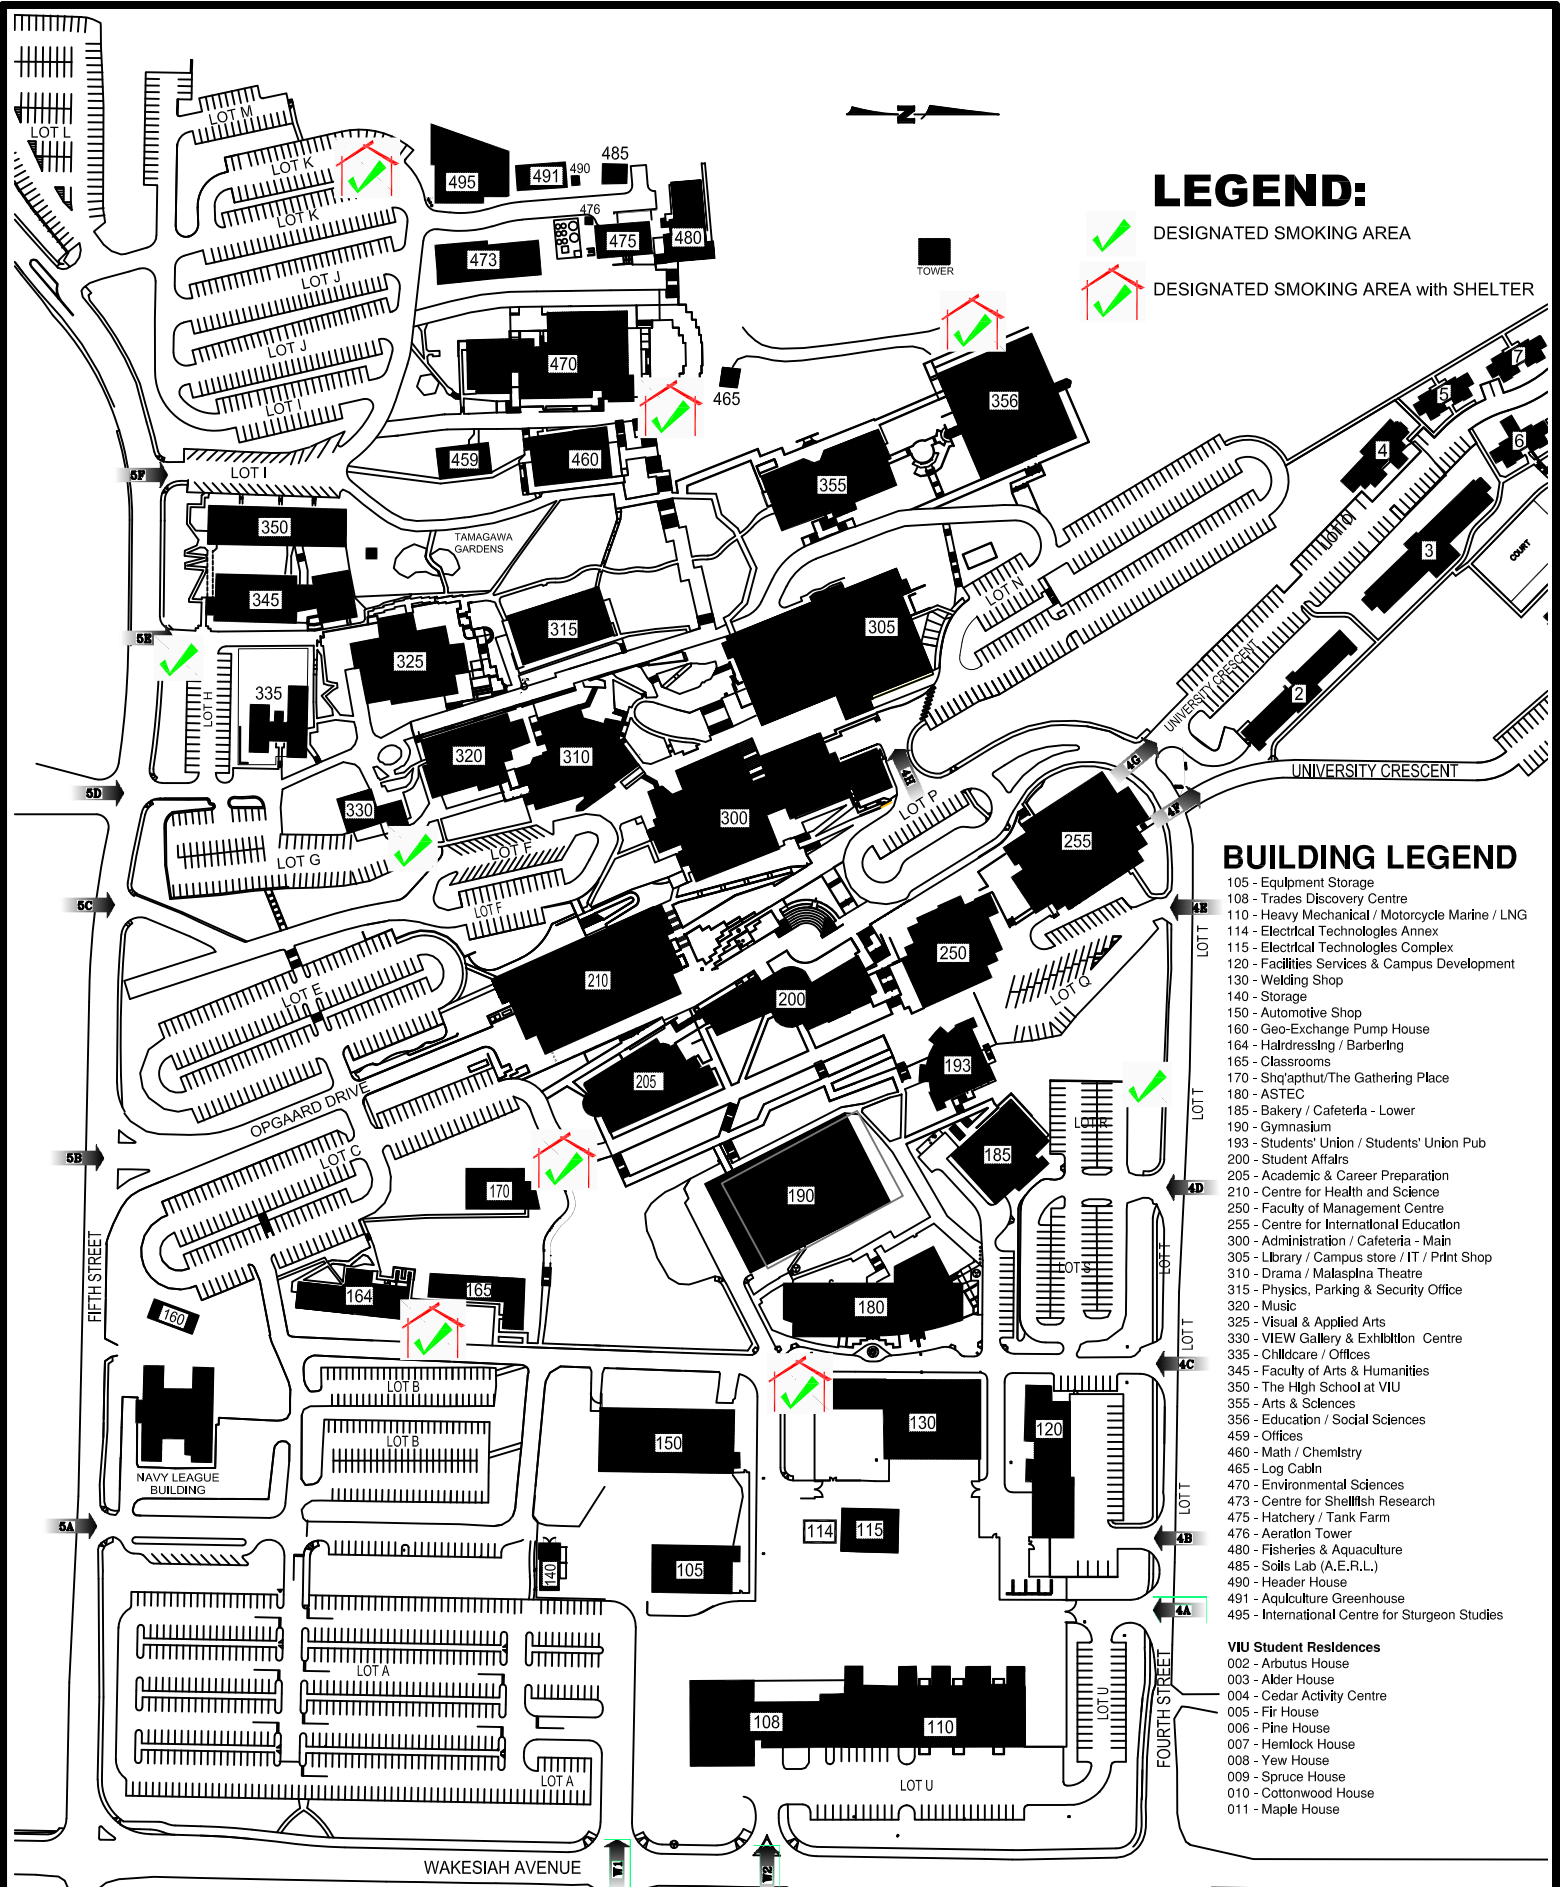 LOT M
LOT L
LOT K
495
491
490
485
LOT K
476
475
480
473
N
LEGEND:
DESIGNATED SMOKING AREA
DESIGNATED SMOKING AREA with SHELTER
TOWER
LOT J
LOT J
LOT I
LOT I
470
465
459
460
356
355
7
5
6
4
3
2
COURT
5F
350
TAMAGAWA
GARDENS
345
5E
315
325
305
LOT N
LOT O
UNIVERSITY CRESCENT
335
LOT H
320
310
300
330
5D
4H
4G
4F
UNIVERSITY CRESCENT
LOT P
255
LOT G
LOT F
LOT F
5C
4E
LOT T
210
250
200
LOT Q
LOT E
193
205
OPGAARD DRIVE
LOT C
LOT R
LOT T
5B
185
4D
170
190
LOT S
LOT T
FIFTH STREET
164
165
180
160
LOT T
4C
LOT B
LOT B
150
130
120
NAVY LEAGUE
BUILDING
LOT T
5A
114
115
4B
140
105
4A
LOT A
LOT A
108
110
LOT U
LOT U
FOURTH STREET
WAKESIAH AVENUE
W1
W2
BUILDING LEGEND
105 - Equipment Storage
108 - Trades Discovery Centre
110 - Heavy Mechanical / Motorcycle Marine / LNG
114 - Electrical Technologies Annex
115 - Electrical Technologies Complex
120 - Facilities Services & Campus Development
130 - Welding Shop
140 - Storage
150 - Automotive Shop
160 - Geo-Exchange Pump House
164 - Hairdressing / Barbering
165 - Classrooms
170 - Shq'apthut/The Gathering Place
180 - ASTEC
185 - Bakery / Cafeteria - Lower
190 - Gymnasium
193 - Students' Union / Students' Union Pub
200 - Student Affairs
205 - Academic & Career Preparation
210 - Centre for Health and Science
250 - Faculty of Management Centre
255 - Centre for International Education
300 - Administration / Cafeteria - Main
305 - Library / Campus store / IT / Print Shop
310 - Drama / Malaspina Theatre
315 - Physics, Parking & Security Office
320 - Music
325 - Visual & Applied Arts
330 - VIEW Gallery & Exhibition Centre
335 - Childcare / Offices
345 - Faculty of Arts & Humanities
350 - The High School at VIU
355 - Arts & Sciences
356 - Education / Social Sciences
459 - Offices
460 - Math / Chemistry
465 - Log Cabin
470 - Environmental Sciences
473 - Centre for Shellfish Research
475 - Hatchery / Tank Farm
476 - Aeration Tower
480 - Fisheries & Aquaculture
485 - Soils Lab (A.E.R.L.)
490 - Header House
491 - Aquiculture Greenhouse
495 - International Centre for Sturgeon Studies
VIU Student Residences
002 - Arbutus House
003 - Alder House
004 - Cedar Activity Centre
005 - Fir House
006 - Pine House
007 - Hemlock House
008 - Yew House
009 - Spruce House
010 - Cottonwood House
011 - Maple House